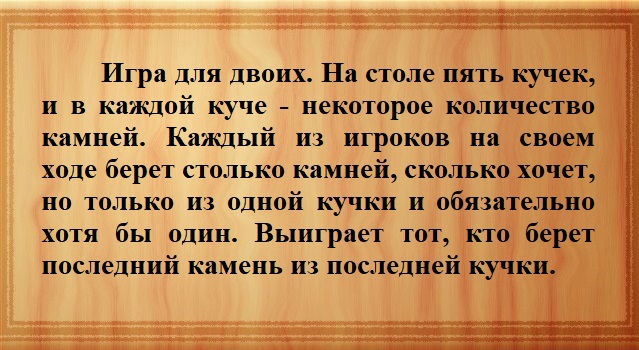 Игра для двоих. На столе пять кучек,
и в каждой куче - некоторое количество
камней. Каждый из игроков на своем
ходе берет столько камней, сколько хочет,
но только из одной кучки и обязательно
хотя бы один. Выиграет тот, кто берет
последний камень из последней кучки.